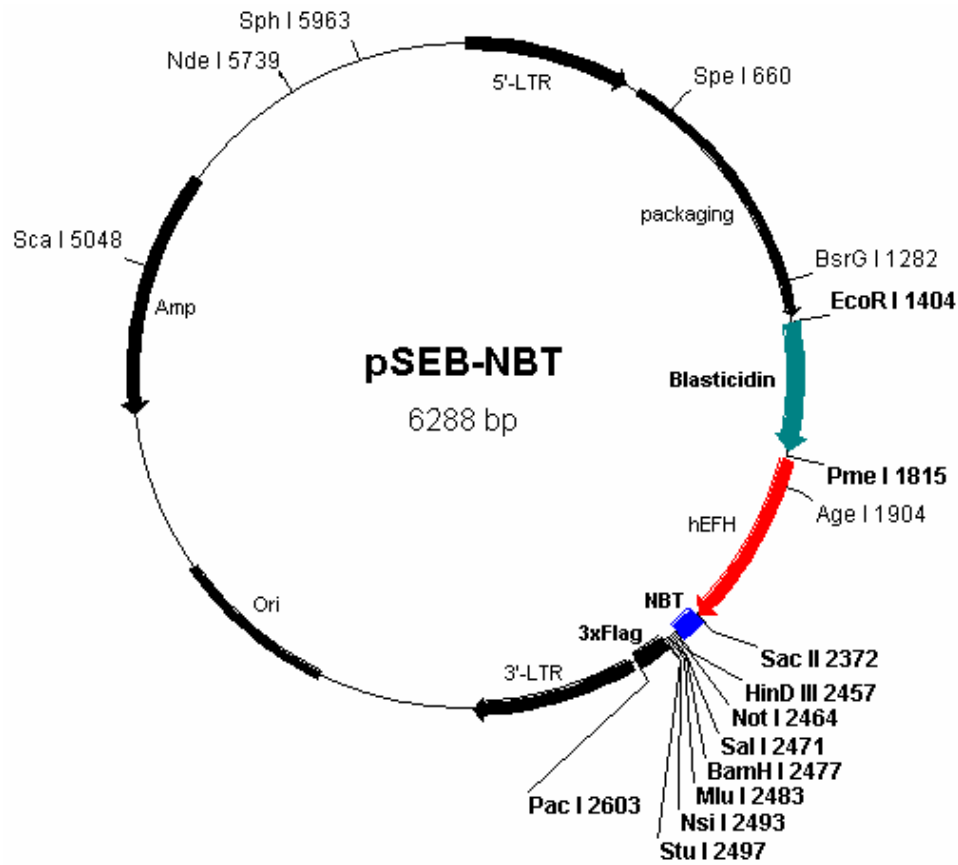 Sph I 5963
Nde I 5739
5'-LTR
Spe I 660
packaging
Sca I 5048
Amp
BsrG I 1282
EcoR I 1404
pSEB-NBT
6288 bp
Blasticidin
Pme I 1815
Age I 1904
hEFH
Ori
NBT
3xFlag
3'-LTR
Sac II 2372
HinD III 2457
Not I 2464
Sal I 2471
BamH I 2477
Mlu I 2483
Nsi I 2493
Stu I 2497
Pac I 2603